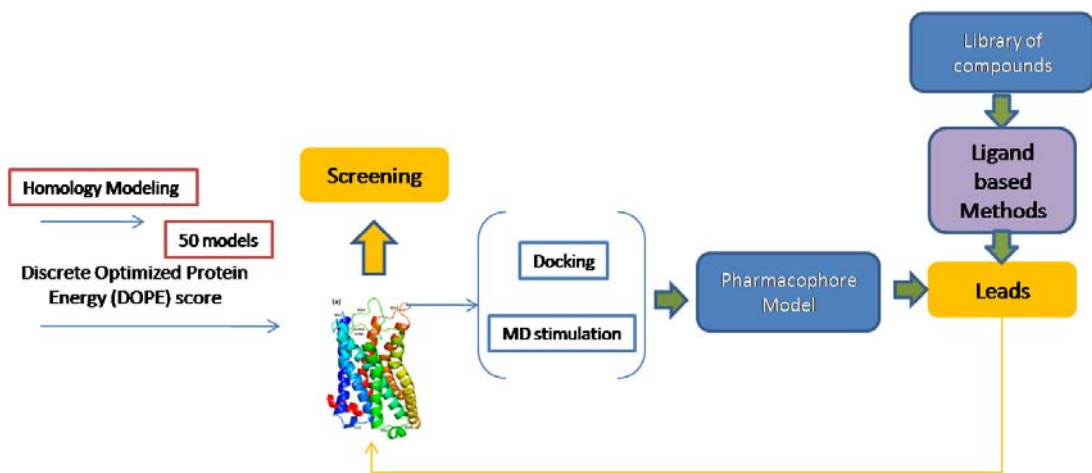 Library of
compounds
Ligand
based
Methods
Screening
Homology Modeling
50 models
Discrete Optimized Protein
Energy (DOPE) score
Docking
MD stimulation
Pharmacophore
Model
Leads
(a)